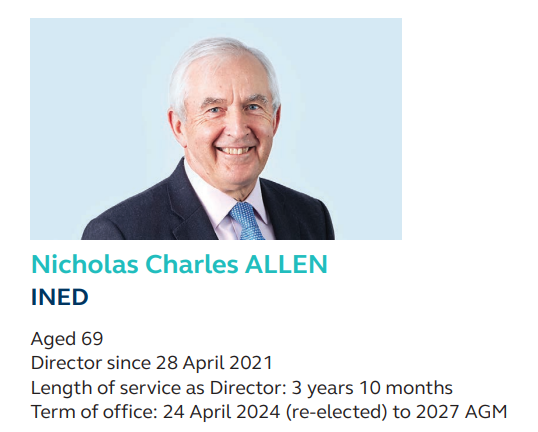 Nicholas Charles ALLEN
INED
Aged 69
Director since 28 April 2021
Length of service as Director: 3 years 10 months
Term of office: 24 April 2024 (re-elected) to 2027 AGM